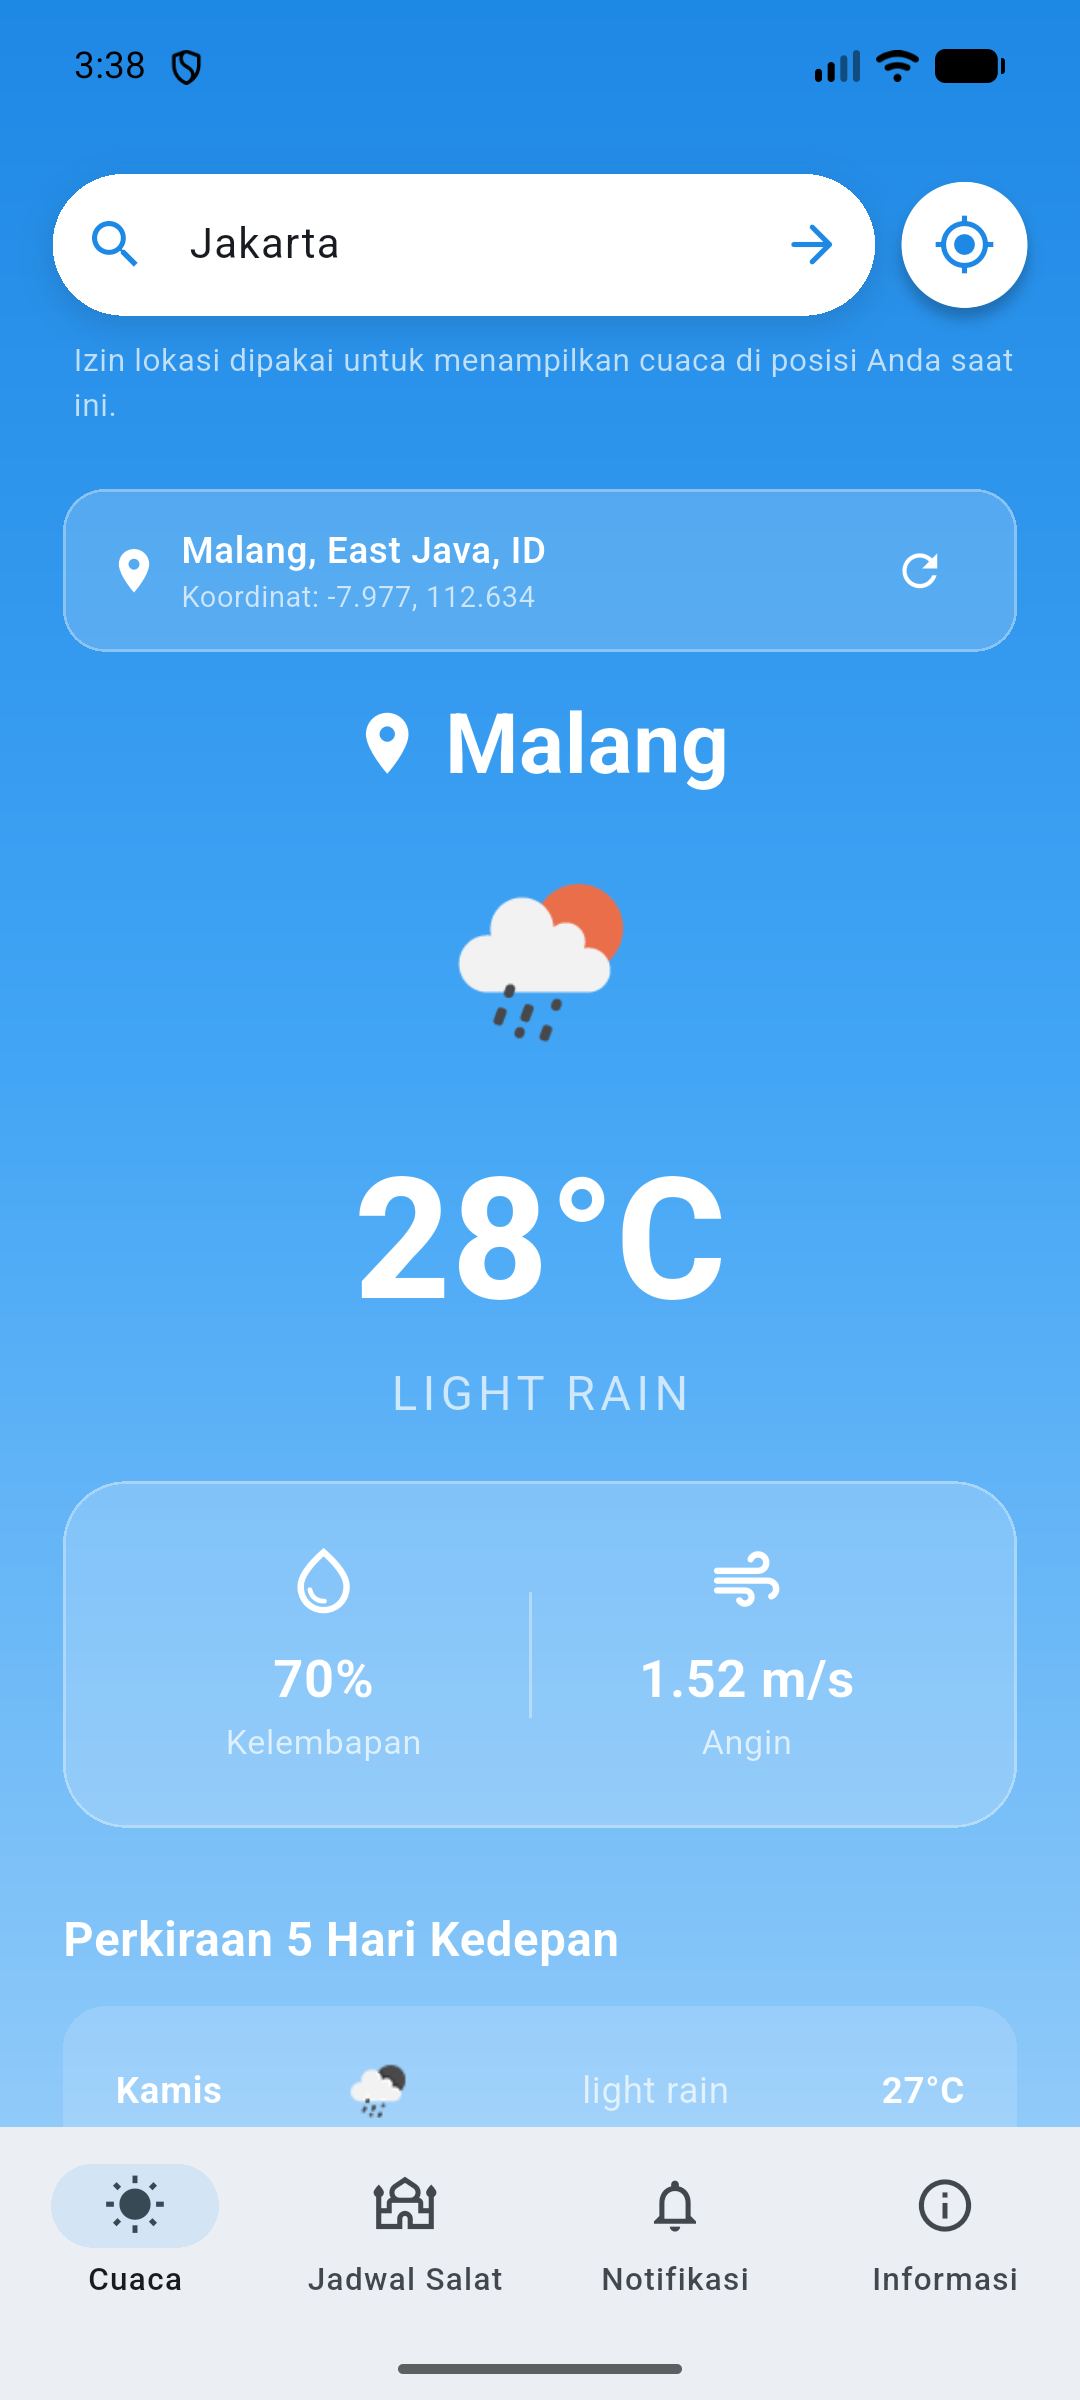 3:38
Jakarta
Izin lokasi dipakai untuk menampilkan cuaca di posisi Anda saat
ini.
Malang, East Java, ID
Koordinat: -7.977, 112.634
Malang
28°C
LIGHT RAIN
70%
1.52 m/s
Kelembapan
Angin
Perkiraan 5 Hari Kedepan
Kamis
light rain
27°C
Cuaca
Jadwal Salat
Notifikasi
Informasi